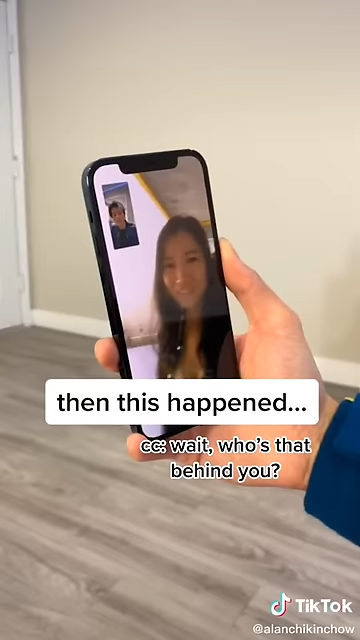 then this happened...
cc: wait, who's that
behind you?
TikTok
@alanchikinchow